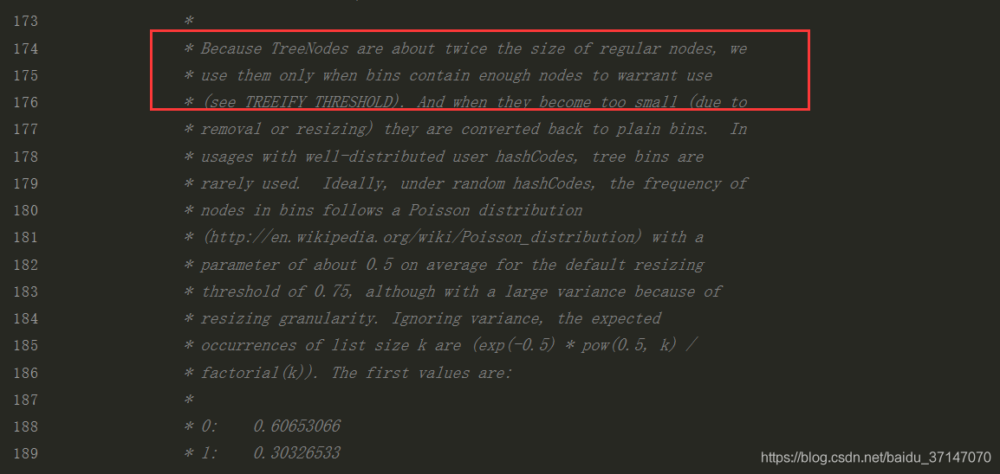 173 *
174 * Because TreeNodes are about twice the size of regular nodes, we
175 * use them only when bins contain enough nodes to warrant use
176 * (see TREEIFY_THRESHOLD). And when they become too small (due to
177 * removal or resizing) they are converted back to plain bins.  In
178 * usages with well-distributed user hashCodes, tree bins are
179 * rarely used.  Ideally, under random hashCodes, the frequency of
180 * nodes in bins follows a Poisson distribution
181 * (http://en.wikipedia.org/wiki/Poisson_distribution) with a
182 * parameter of about 0.5 on average for the default resizing
183 * threshold of 0.75, although with a large variance because of
184 * resizing granularity. Ignoring variance, the expected
185 * occurrences of list size k are (exp(-0.5) * pow(0.5, k) /
186 * factorial(k)). The first values are:
187 *
188 * 0:    0.60653066
189 * 1:    0.30326533
https://blog.csdn.net/baidu_37147070